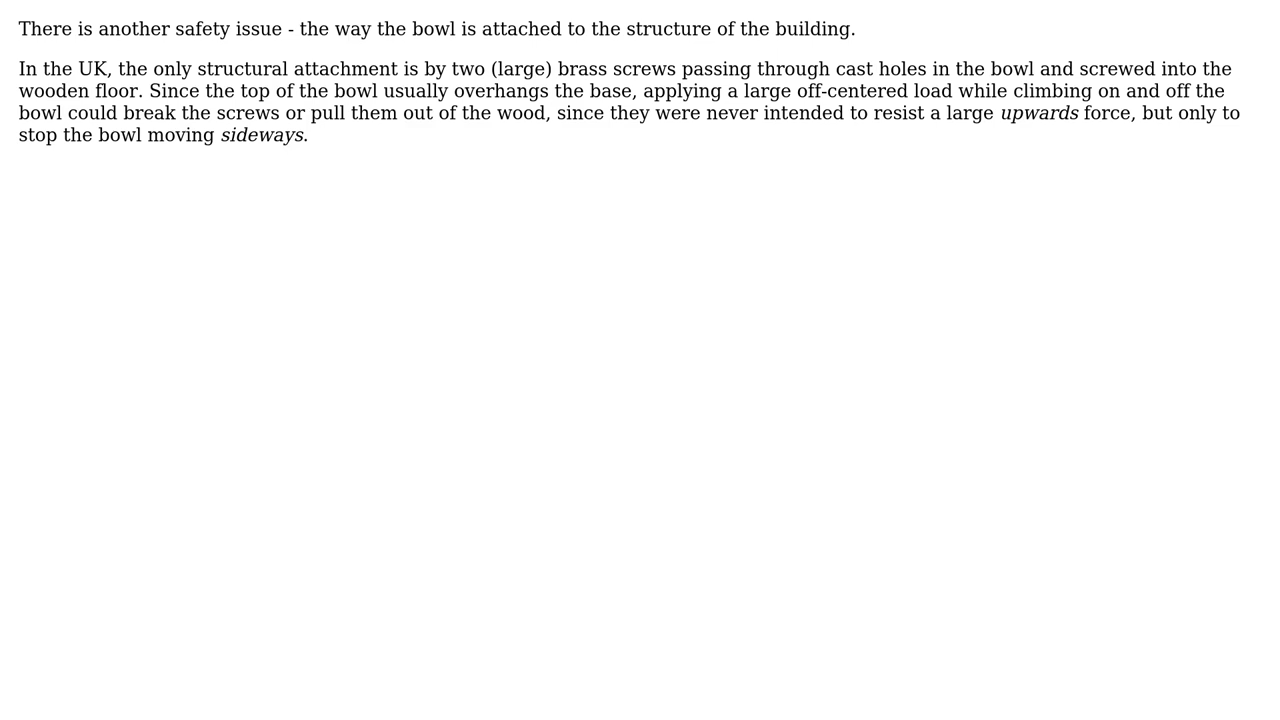 There is another safety issue - the way the bowl is attached to the structure of the building.
In the UK, the only structural attachment is by two (large) brass screws passing through cast holes in the bowl and screwed into the
wooden floor. Since the top of the bowl usually overhangs the base, applying a large off-centered load while climbing on and off the
bowl could break the screws or pull them out of the wood, since they were never intended to resist a large upwards force, but only to
stop the bowl moving sideways.